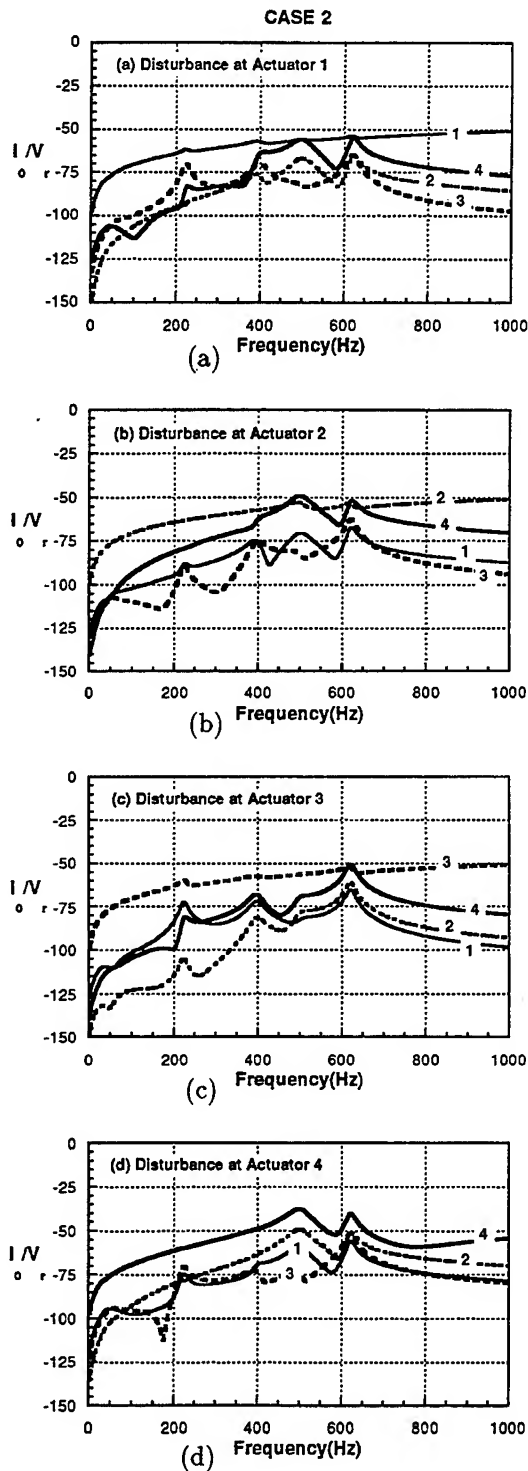 CASE 2
(a) Disturbance at Actuator 1
0
-25
-50
-75
-100
-125
-150
I /V
o r
1
4
2
3
0 200 400 600 800 1000
Frequency(Hz)
(a)
(b) Disturbance at Actuator 2
0
-25
-50
-75
-100
-125
-150
I /V
o r
2
4
1
3
0 200 400 600 800 1000
Frequency(Hz)
(b)
(c) Disturbance at Actuator 3
0
-25
-50
-75
-100
-125
-150
I /V
o r
3
4
2
1
0 200 400 600 800 1000
Frequency(Hz)
(c)
(d) Disturbance at Actuator 4
0
-25
-50
-75
-100
-125
-150
I /V
o r
4
2
1
3
0 200 400 600 800 1000
Frequency(Hz)
(d)